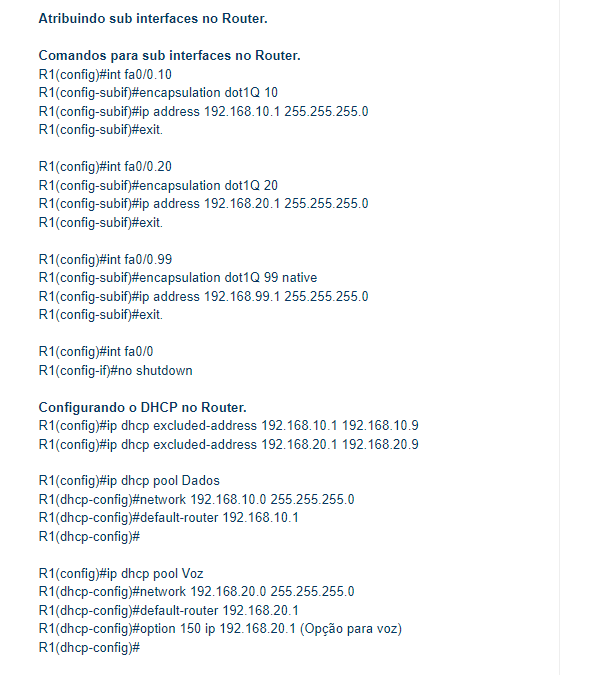 Atribuindo sub interfaces no Router.
Comandos para sub interfaces no Router.
R1(config)#int fa0/0.10
R1(config-subif)#encapsulation dot1Q 10
R1(config-subif)#ip address 192.168.10.1 255.255.255.0
R1(config-subif)#exit.
R1(config)#int fa0/0.20
R1(config-subif)#encapsulation dot1Q 20
R1(config-subif)#ip address 192.168.20.1 255.255.255.0
R1(config-subif)#exit.
R1(config)#int fa0/0.99
R1(config-subif)#encapsulation dot1Q 99 native
R1(config-subif)#ip address 192.168.99.1 255.255.255.0
R1(config-subif)#exit.
R1(config)#int fa0/0
R1(config-if)#no shutdown
Configurando o DHCP no Router.
R1(config)#ip dhcp excluded-address 192.168.10.1 192.168.10.9
R1(config)#ip dhcp excluded-address 192.168.20.1 192.168.20.9
R1(config)#ip dhcp pool Dados
R1(dhcp-config)#network 192.168.10.0 255.255.255.0
R1(dhcp-config)#default-router 192.168.10.1
R1(dhcp-config)#
R1(config)#ip dhcp pool Voz
R1(dhcp-config)#network 192.168.20.0 255.255.255.0
R1(dhcp-config)#default-router 192.168.20.1
R1(dhcp-config)#option 150 ip 192.168.20.1 (Opção para voz)
R1(dhcp-config)#